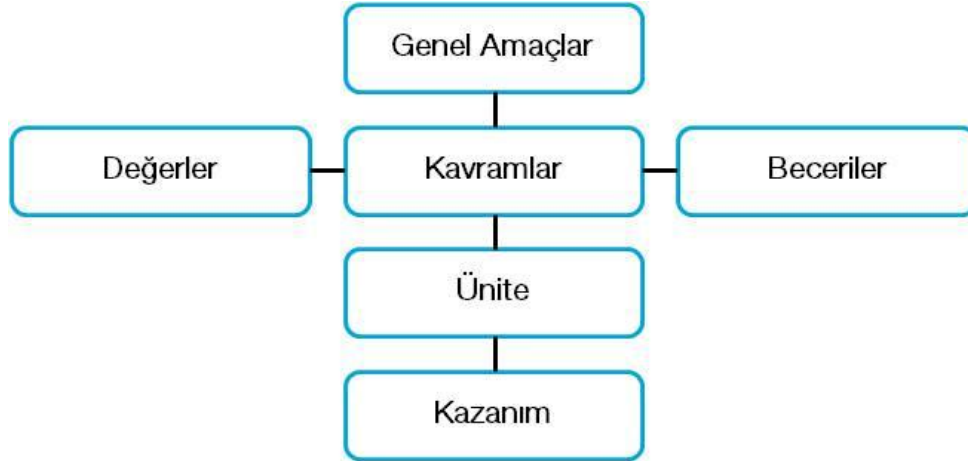 Genel Amaçlar
Değerler
Kavramlar
Beceriler
Ünite
Kazanım